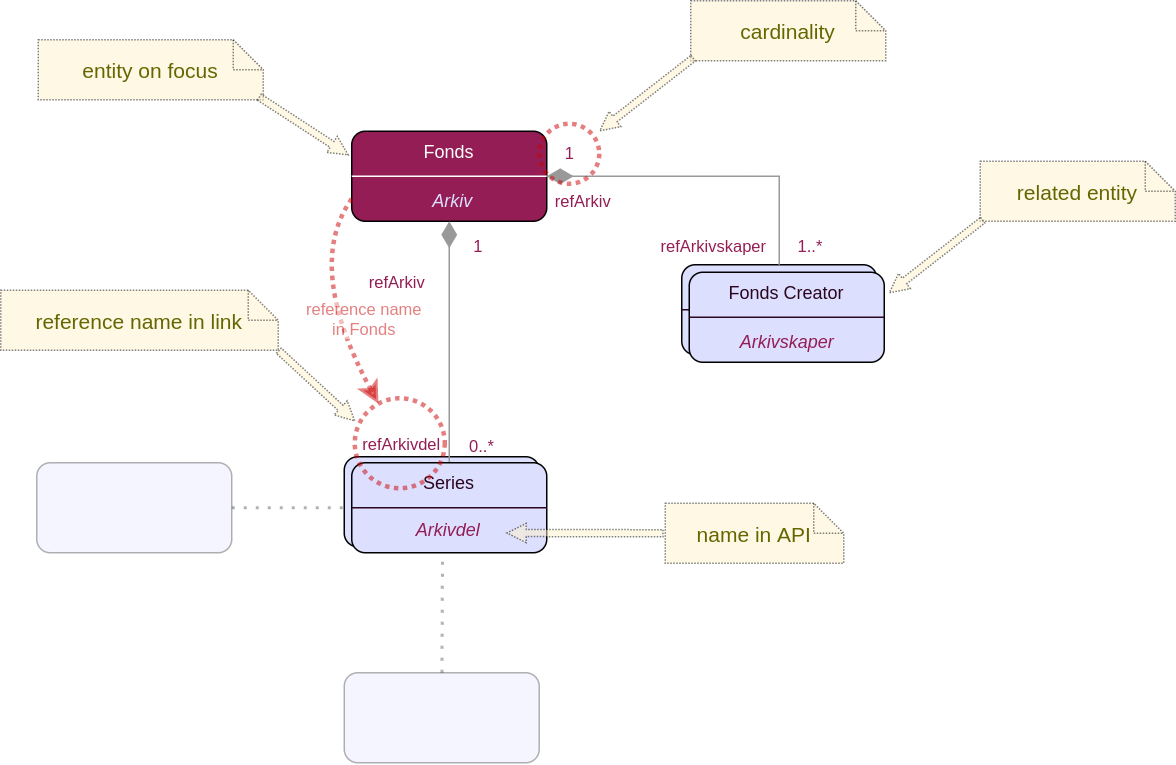 cardinality
entity on focus
Fonds
1
Arkiv
refArkiv
related entity
1
refArkivskaper
1..*
refArkiv
Fonds Creator
reference name
in Fonds
reference name in link
Arkivskaper
refArkivdel
0..*
Series
Arkivdel
name in API